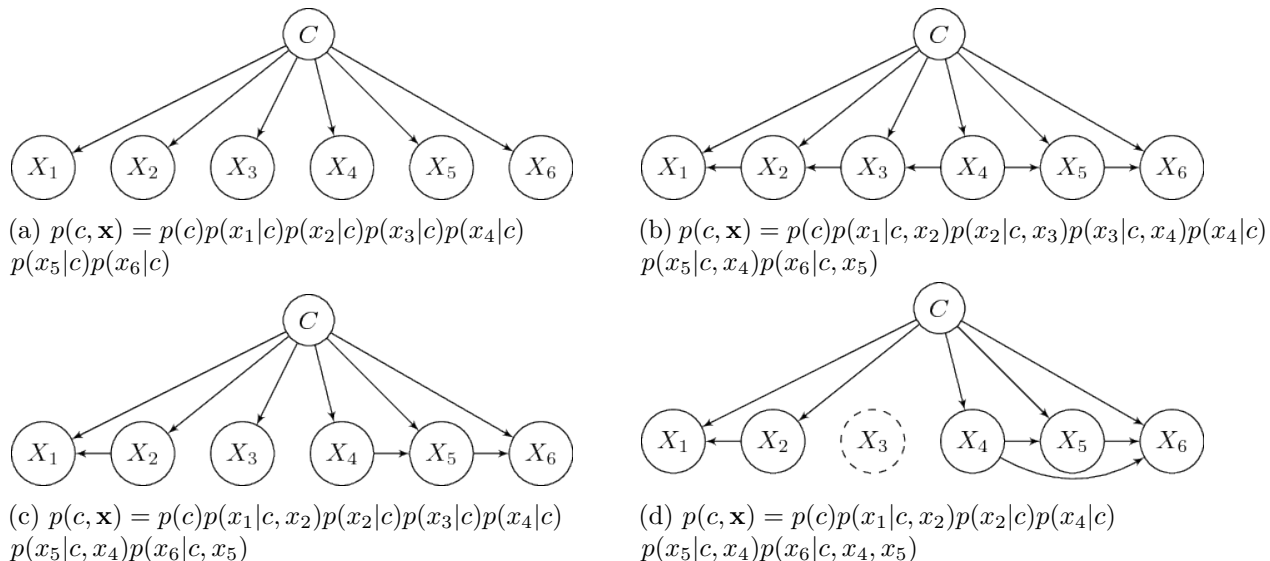 C
C
X₁ X₂ X₃ X₄ X₅ X₆
X₁ X₂ X₃ X₄ X₅ X₆
(a) p(c, x) = p(c)p(x₁|c)p(x₂|c)p(x₃|c)p(x₄|c)
p(x₅|c)p(x₆|c)
(b) p(c, x) = p(c)p(x₁|c, x₂)p(x₂|c, x₃)p(x₃|c, x₄)p(x₄|c)
p(x₅|c, x₄)p(x₆|c, x₅)
C
C
X₁ X₂ X₃ X₄ X₅ X₆
X₁ X₂ X₃ X₄ X₅ X₆
(c) p(c, x) = p(c)p(x₁|c, x₂)p(x₂|c)p(x₃|c)p(x₄|c)
p(x₅|c, x₄)p(x₆|c, x₅)
(d) p(c, x) = p(c)p(x₁|c, x₂)p(x₂|c)p(x₄|c)
p(x₅|c, x₄)p(x₆|c, x₄, x₅)